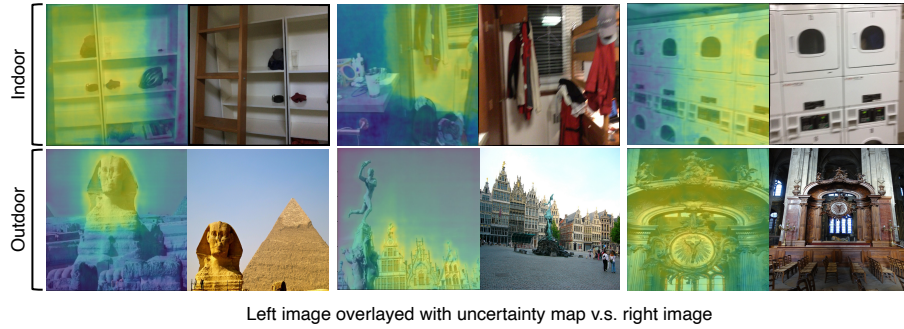 Indoor
Outdoor
Left image overlayed with uncertainty map v.s. right image